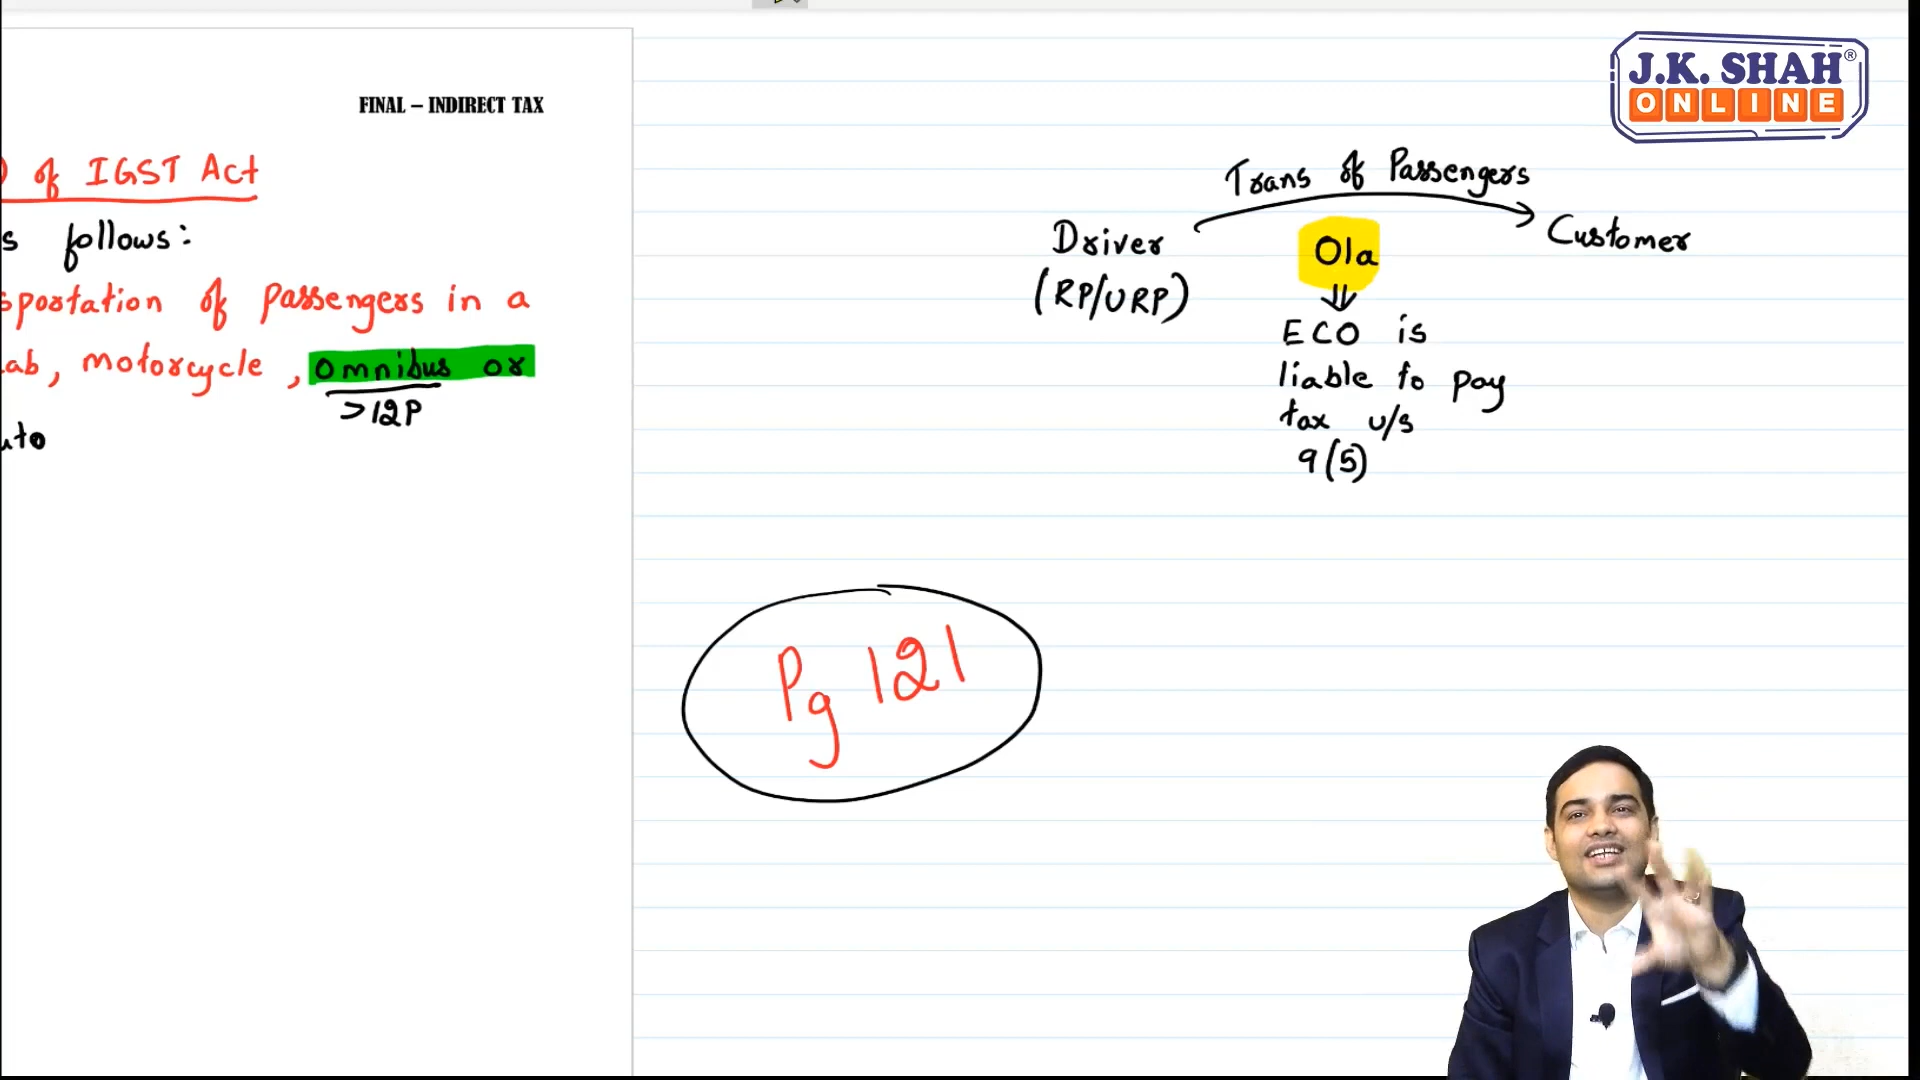 FINAL – INDIRECT TAX
J.K. SHAH®
ONLINE
) of IGST Act
s follows:
sportation of passengers in a
ab, motorcycle, omnibus or
>12P
uto
Trans of Passengers
Driver
Ola
Customer
(RP/URP)
ECO is
liable to pay
tax u/s
9(5)
Pg 121